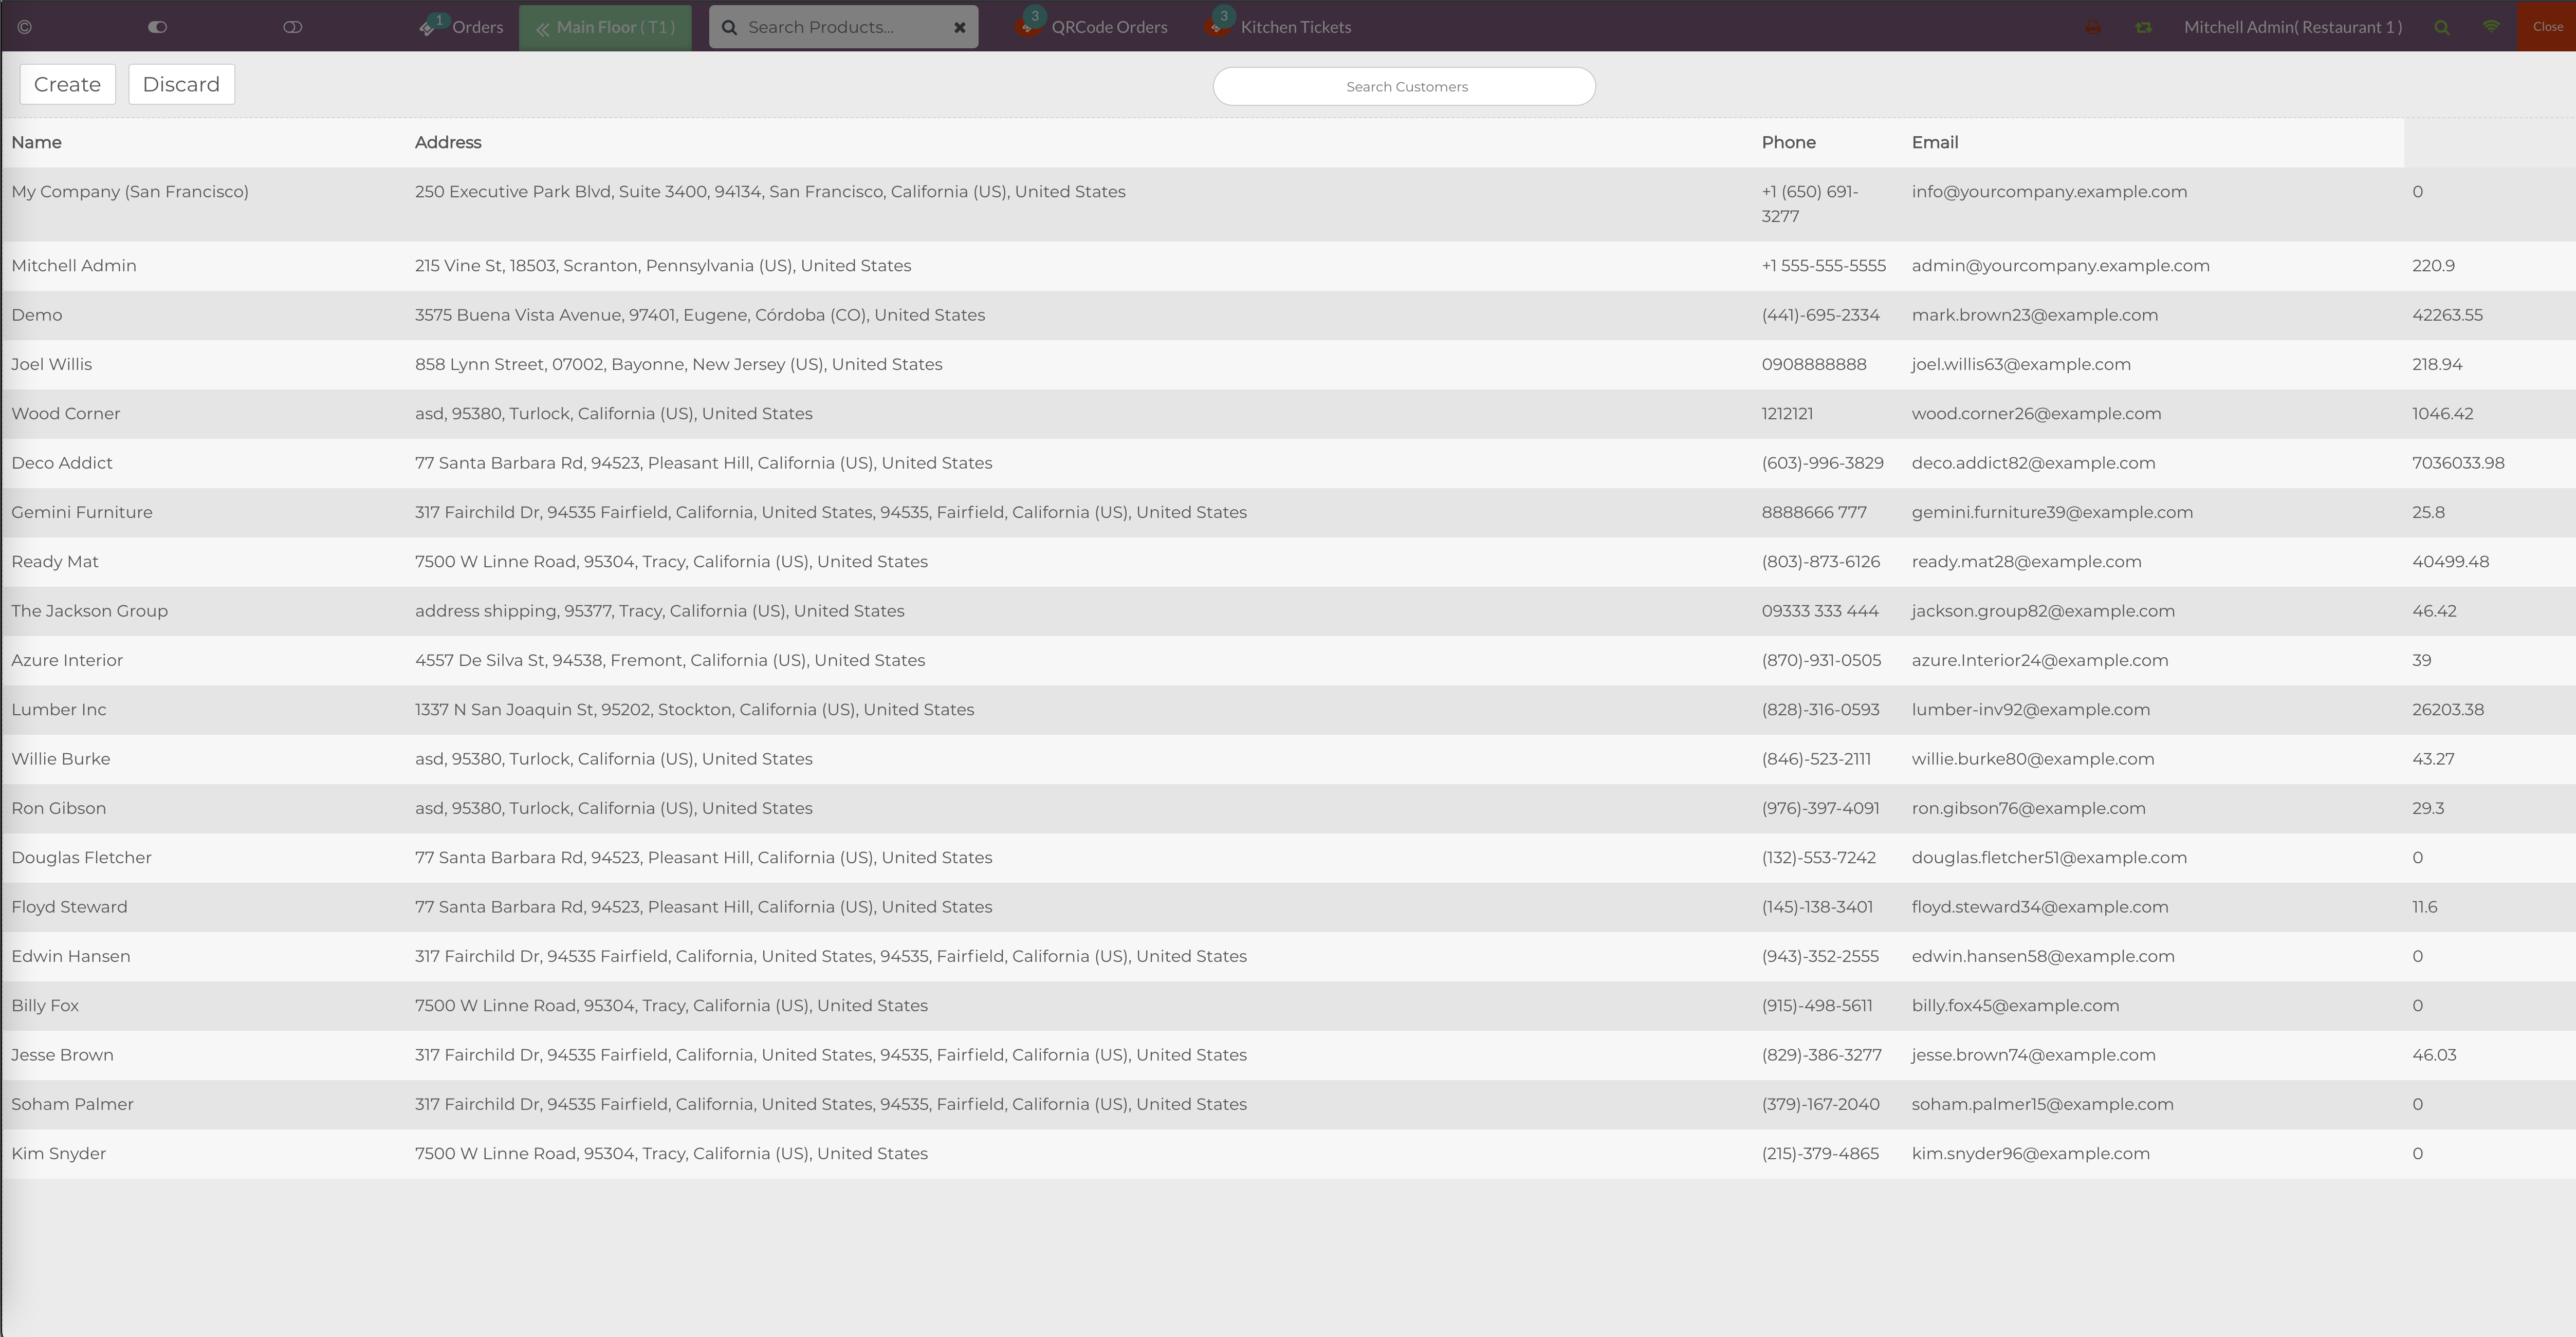 ©
1 Orders Main Floor ( T1 ) Search Products... 3 QRCode Orders 3 Kitchen Tickets Mitchell Admin( Restaurant 1 ) Close
Create Discard Search Customers
Name Address Phone Email
My Company (San Francisco) 250 Executive Park Blvd, Suite 3400, 94134, San Francisco, California (US), United States +1 (650) 691- info@yourcompany.example.com 0
3277
Mitchell Admin 215 Vine St, 18503, Scranton, Pennsylvania (US), United States +1 555-555-5555 admin@yourcompany.example.com 220.9
Demo 3575 Buena Vista Avenue, 97401, Eugene, Córdoba (CO), United States (441)-695-2334 mark.brown23@example.com 42263.55
Joel Willis 858 Lynn Street, 07002, Bayonne, New Jersey (US), United States 0908888888 joel.willis63@example.com 218.94
Wood Corner asd, 95380, Turlock, California (US), United States 1212121 wood.corner26@example.com 1046.42
Deco Addict 77 Santa Barbara Rd, 94523, Pleasant Hill, California (US), United States (603)-996-3829 deco.addict82@example.com 7036033.98
Gemini Furniture 317 Fairchild Dr, 94535 Fairfield, California, United States, 94535, Fairfield, California (US), United States 8888666 777 gemini.furniture39@example.com 25.8
Ready Mat 7500 W Linne Road, 95304, Tracy, California (US), United States (803)-873-6126 ready.mat28@example.com 40499.48
The Jackson Group address shipping, 95377, Tracy, California (US), United States 09333 333 444 jackson.group82@example.com 46.42
Azure Interior 4557 De Silva St, 94538, Fremont, California (US), United States (870)-931-0505 azure.Interior24@example.com 39
Lumber Inc 1337 N San Joaquin St, 95202, Stockton, California (US), United States (828)-316-0593 lumber-inv92@example.com 26203.38
Willie Burke asd, 95380, Turlock, California (US), United States (846)-523-2111 willie.burke80@example.com 43.27
Ron Gibson asd, 95380, Turlock, California (US), United States (976)-397-4091 ron.gibson76@example.com 29.3
Douglas Fletcher 77 Santa Barbara Rd, 94523, Pleasant Hill, California (US), United States (132)-553-7242 douglas.fletcher51@example.com 0
Floyd Steward 77 Santa Barbara Rd, 94523, Pleasant Hill, California (US), United States (145)-138-3401 floyd.steward34@example.com 11.6
Edwin Hansen 317 Fairchild Dr, 94535 Fairfield, California, United States, 94535, Fairfield, California (US), United States (943)-352-2555 edwin.hansen58@example.com 0
Billy Fox 7500 W Linne Road, 95304, Tracy, California (US), United States (915)-498-5611 billy.fox45@example.com 0
Jesse Brown 317 Fairchild Dr, 94535 Fairfield, California, United States, 94535, Fairfield, California (US), United States (829)-386-3277 jesse.brown74@example.com 46.03
Soham Palmer 317 Fairchild Dr, 94535 Fairfield, California, United States, 94535, Fairfield, California (US), United States (379)-167-2040 soham.palmer15@example.com 0
Kim Snyder 7500 W Linne Road, 95304, Tracy, California (US), United States (215)-379-4865 kim.snyder96@example.com 0